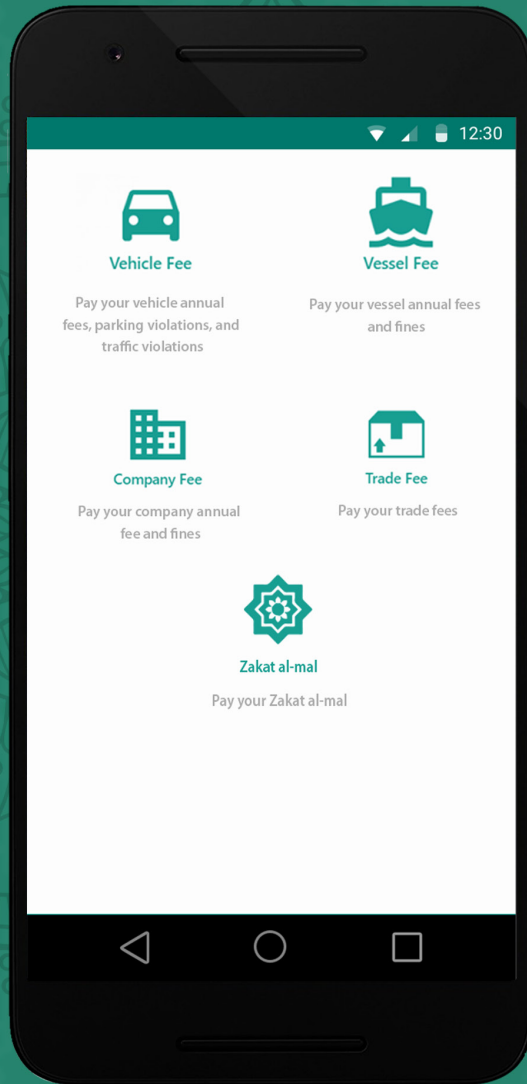 12:30
Vehicle Fee
Pay your vehicle annual
fees, parking violations, and
traffic violations
Vessel Fee
Pay your vessel annual fees
and fines
Company Fee
Pay your company annual
fee and fines
Trade Fee
Pay your trade fees
Zakat al-mal
Pay your Zakat al-mal